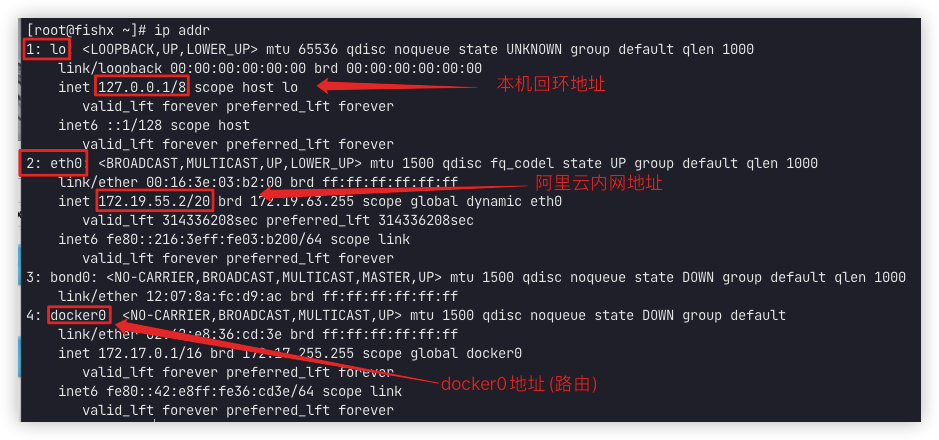 [root@fishx ~]# ip addr
1: lo: <LOOPBACK,UP,LOWER_UP> mtu 65536 qdisc noqueue state UNKNOWN group default qlen 1000
link/loopback 00:00:00:00:00:00 brd 00:00:00:00:00:00
inet 127.0.0.1/8 scope host lo
本机回环地址
valid_lft forever preferred_lft forever
inet6 ::1/128 scope host
valid_lft forever preferred_lft forever
2: eth0: <BROADCAST,MULTICAST,UP,LOWER_UP> mtu 1500 qdisc fq_codel state UP group default qlen 1000
link/ether 00:16:3e:03:b2:00 brd ff:ff:ff:ff:ff:ff
阿里云内网地址
inet 172.19.55.2/20 brd 172.19.63.255 scope global dynamic eth0
valid_lft 314336208sec preferred_lft 314336208sec
inet6 fe80::216:3eff:fe03:b200/64 scope link
valid_lft forever preferred_lft forever
3: bond0: <NO-CARRIER,BROADCAST,MULTICAST,MASTER,UP> mtu 1500 qdisc noqueue state DOWN group default qlen 1000
link/ether 12:07:8a:fc:d9:ac brd ff:ff:ff:ff:ff:ff
4: docker0: <NO-CARRIER,BROADCAST,MULTICAST,UP> mtu 1500 qdisc noqueue state DOWN group default
link/ether 02:42:e8:36:cd:3e brd ff:ff:ff:ff:ff:ff
inet 172.17.0.1/16 brd 172.17.255.255 scope global docker0
valid_lft forever preferred_lft forever
docker0地址(路由)
inet6 fe80::42:e8ff:fe36:cd3e/64 scope link
valid_lft forever preferred_lft forever